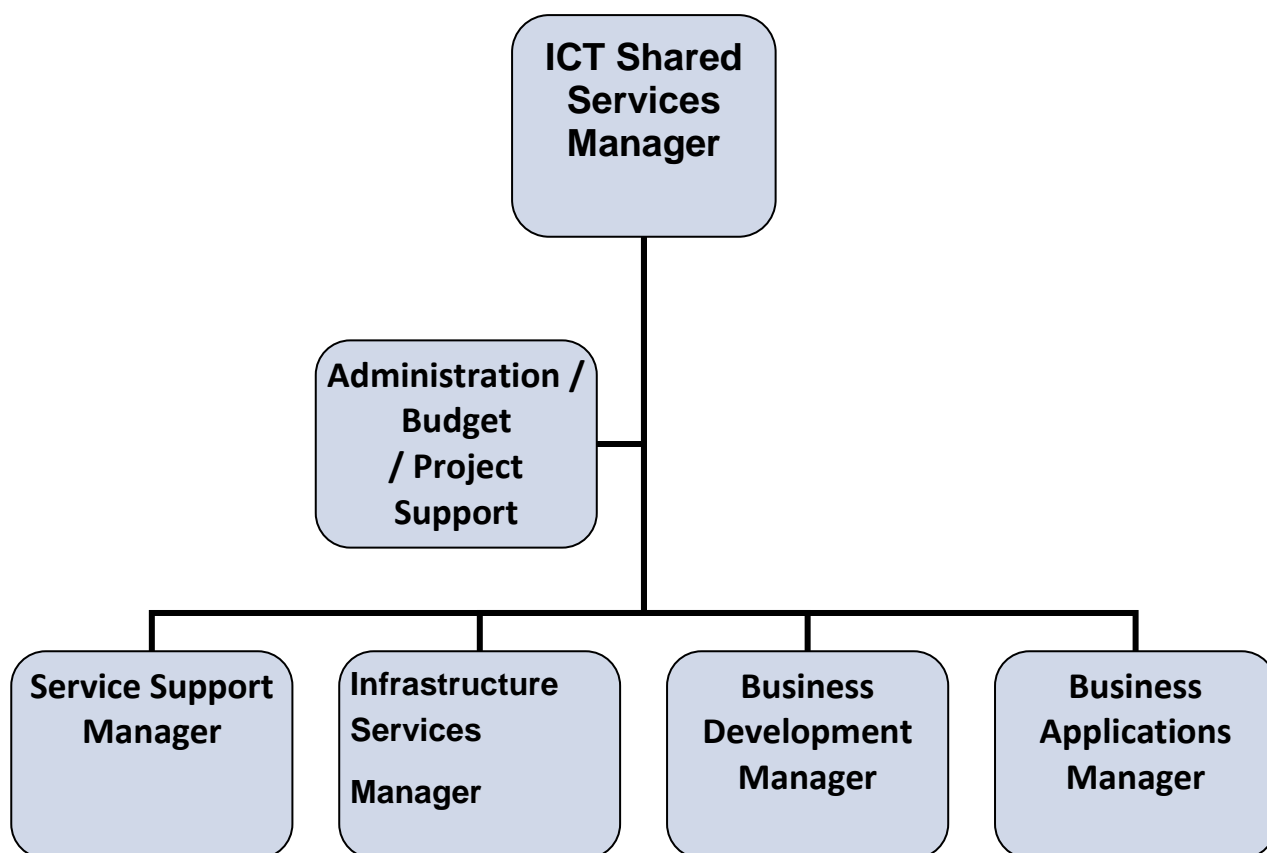 ICT Shared
Services
Manager
Administration /
Budget
/ Project
Support
Service Support
Manager
Infrastructure
Services
Manager
Business
Development
Manager
Business
Applications
Manager